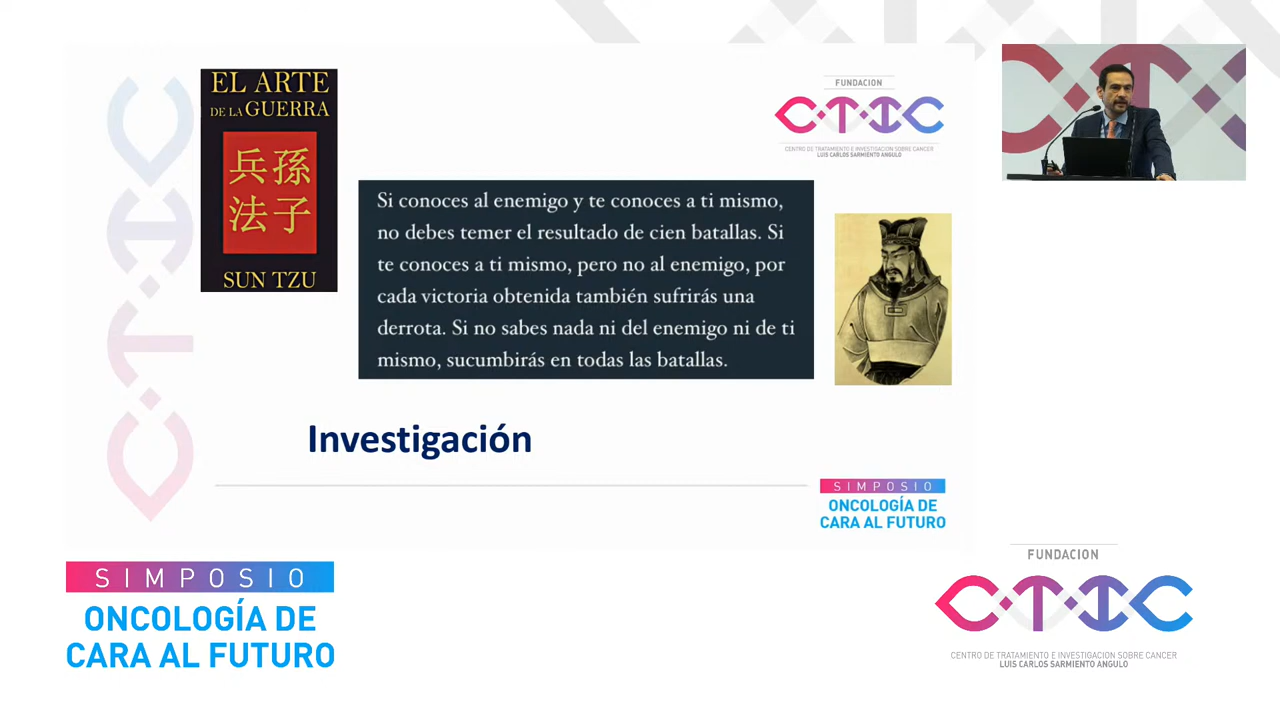 EL ARTE
DE LA GUERRA
兵孫
法子
SUN TZU
FUNDACION
CTIC
CENTRO DE TRATAMIENTO E INVESTIGACION SOBRE CANCER
LUIS CARLOS SARMIENTO ANGULO
Si conoces al enemigo y te conoces a ti mismo,
no debes temer el resultado de cien batallas. Si
te conoces a ti mismo, pero no al enemigo, por
cada victoria obtenida también sufrirás una
derrota. Si no sabes nada ni del enemigo ni de ti
mismo, sucumbirás en todas las batallas.
Investigación
SIMPOSIO
ONCOLOGÍA DE
CARA AL FUTURO
CTIC
SIMPOSIO
ONCOLOGÍA DE
CARA AL FUTURO
FUNDACION
CTIC
CENTRO DE TRATAMIENTO E INVESTIGACION SOBRE CANCER
LUIS CARLOS SARMIENTO ANGULO